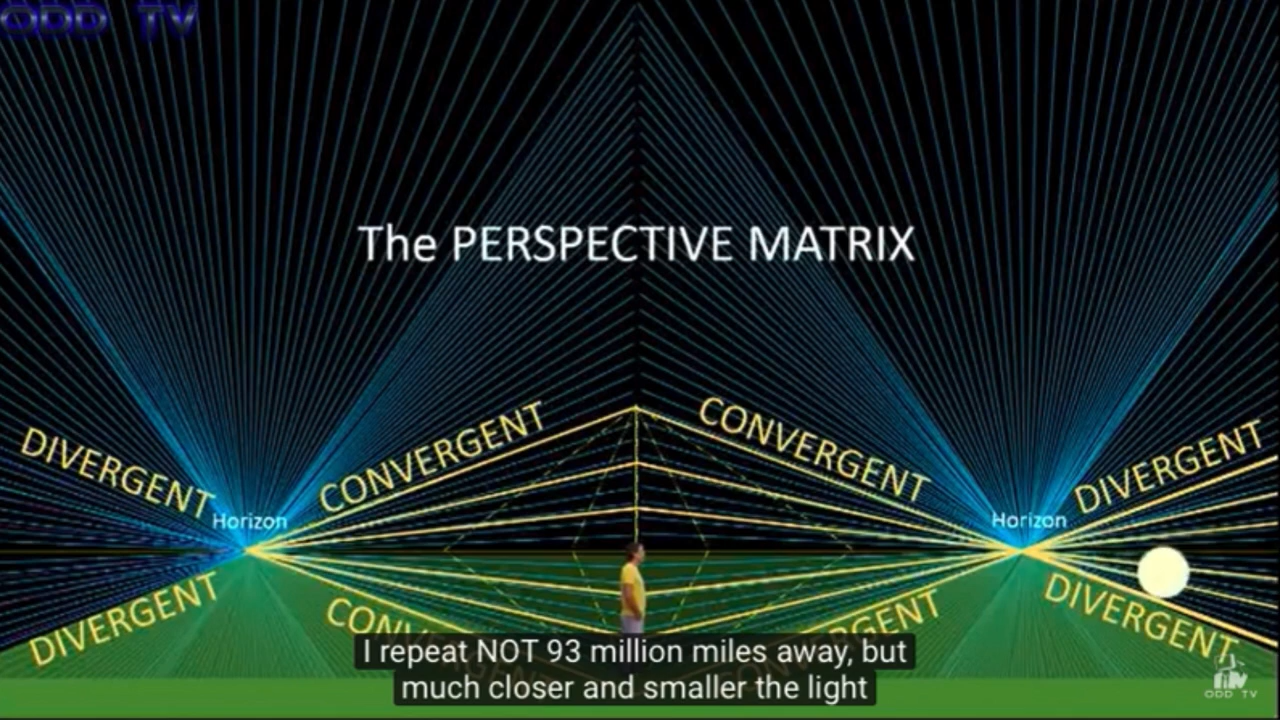 ODD TV
The PERSPECTIVE MATRIX
DIVERGENT
CONVERGENT
CONVERGENT
DIVERGENT
Horizon
Horizon
DIVERGENT
DIVERGENT
I repeat NOT 93 million miles away, but
much closer and smaller the light
ODD TV